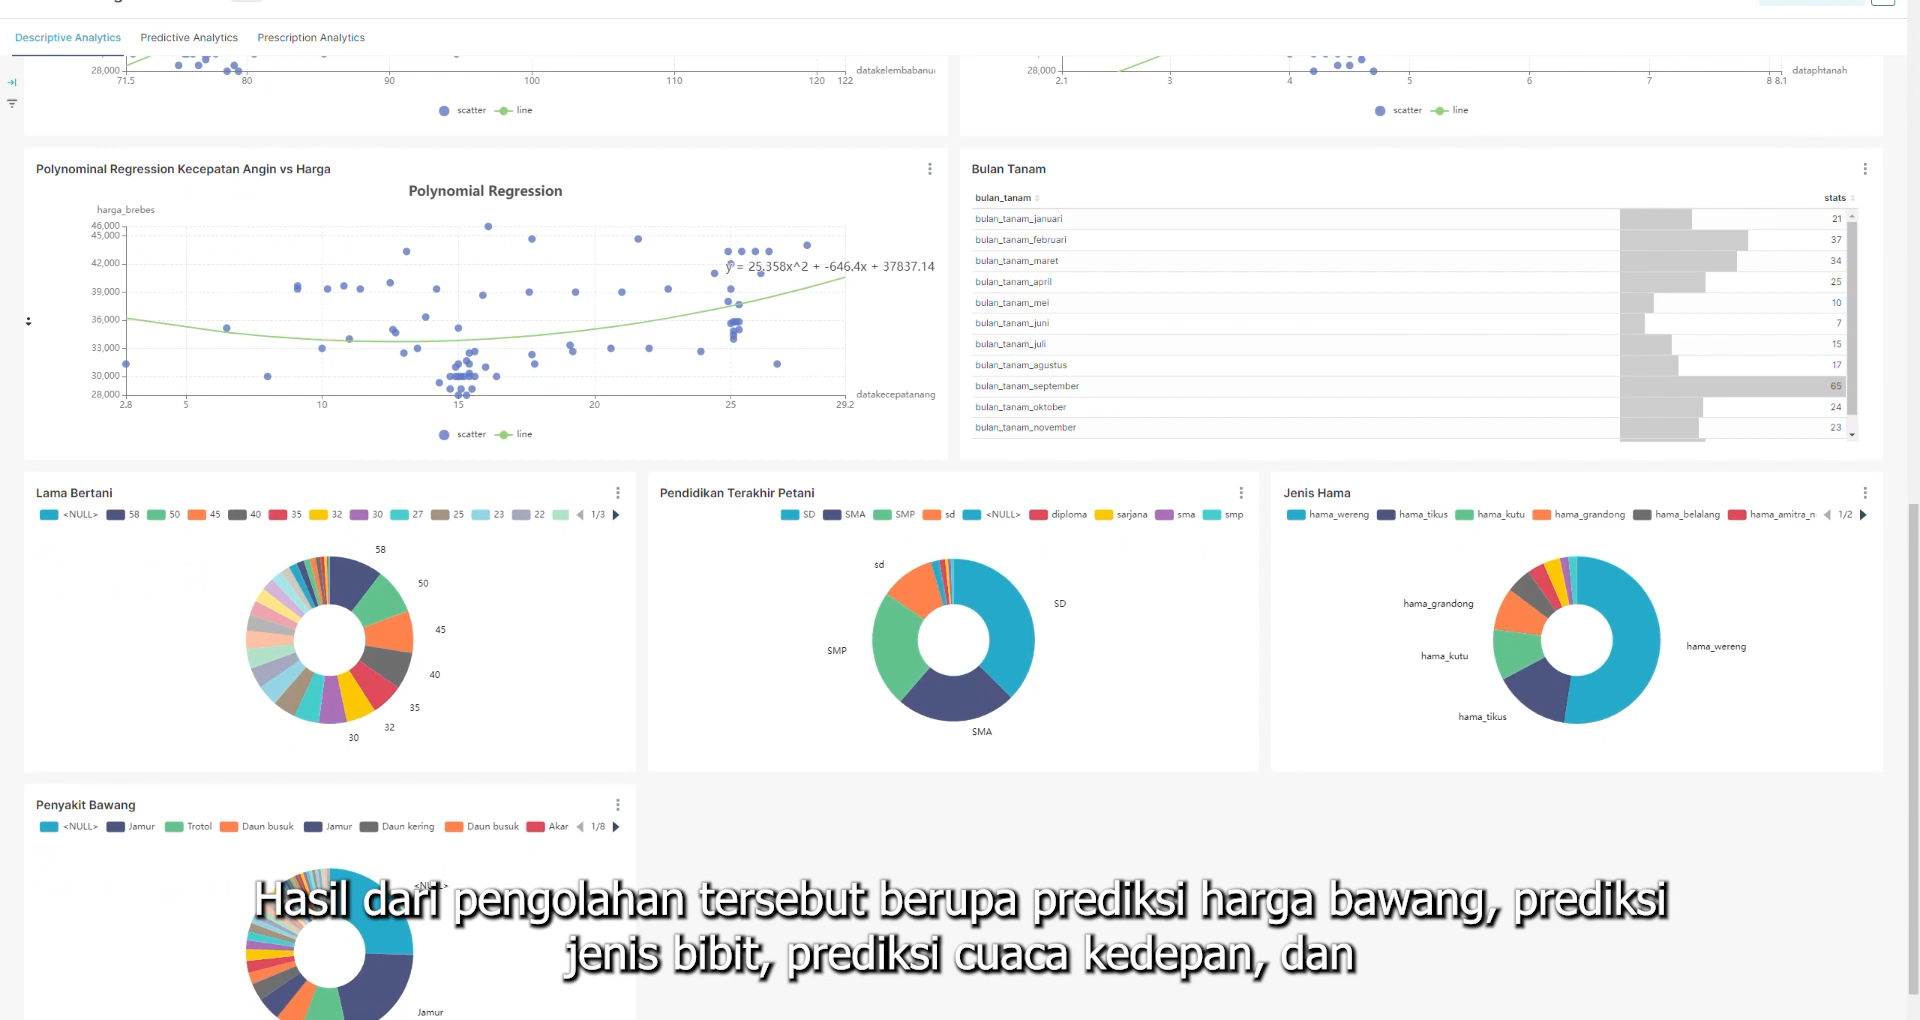 Descriptive Analytics Predictive Analytics Prescription Analytics
28,000
71.5 80 90 100 110 120 122 datakelembabanu
scatter line
28,000
2.1 3 4 5 6 7 8 8.1 dataphtanah
scatter line
Polynominal Regression Kecepatan Angin vs Harga
Polynomial Regression
harga_brebes
46,000
45,000
42,000
39,000
36,000
33,000
30,000
28,000
y = 25.358x^2 + -646.4x + 37837.14
2.8 5 10 15 20 25 29.2 datakecepatanang
scatter line
Bulan Tanam
bulan_tanam stats
bulan_tanam_januari 21
bulan_tanam_februari 37
bulan_tanam_maret 34
bulan_tanam_april 25
bulan_tanam_mei 10
bulan_tanam_juni 7
bulan_tanam_juli 15
bulan_tanam_agustus 17
bulan_tanam_september 65
bulan_tanam_oktober 24
bulan_tanam_november 23
Lama Bertani
<NULL> 58 50 45 40 35 32 30 27 25 23 22 1/3
58
50
45
40
35
32
30
Pendidikan Terakhir Petani
SD SMA SMP sd <NULL> diploma sarjana sma smp
sd
SD
SMP
SMA
Jenis Hama
hama_wereng hama_tikus hama_kutu hama_grandong hama_belalang hama_amitra_n 1/2
hama_grandong
hama_wereng
hama_kutu
hama_tikus
Penyakit Bawang
<NULL> Jamur Trotol Daun busuk Jamur Daun kering Daun busuk Akar 1/8
<NULL>
Jamur
Hasil dari pengolahan tersebut berupa prediksi harga bawang, prediksi
jenis bibit, prediksi cuaca kedepan, dan